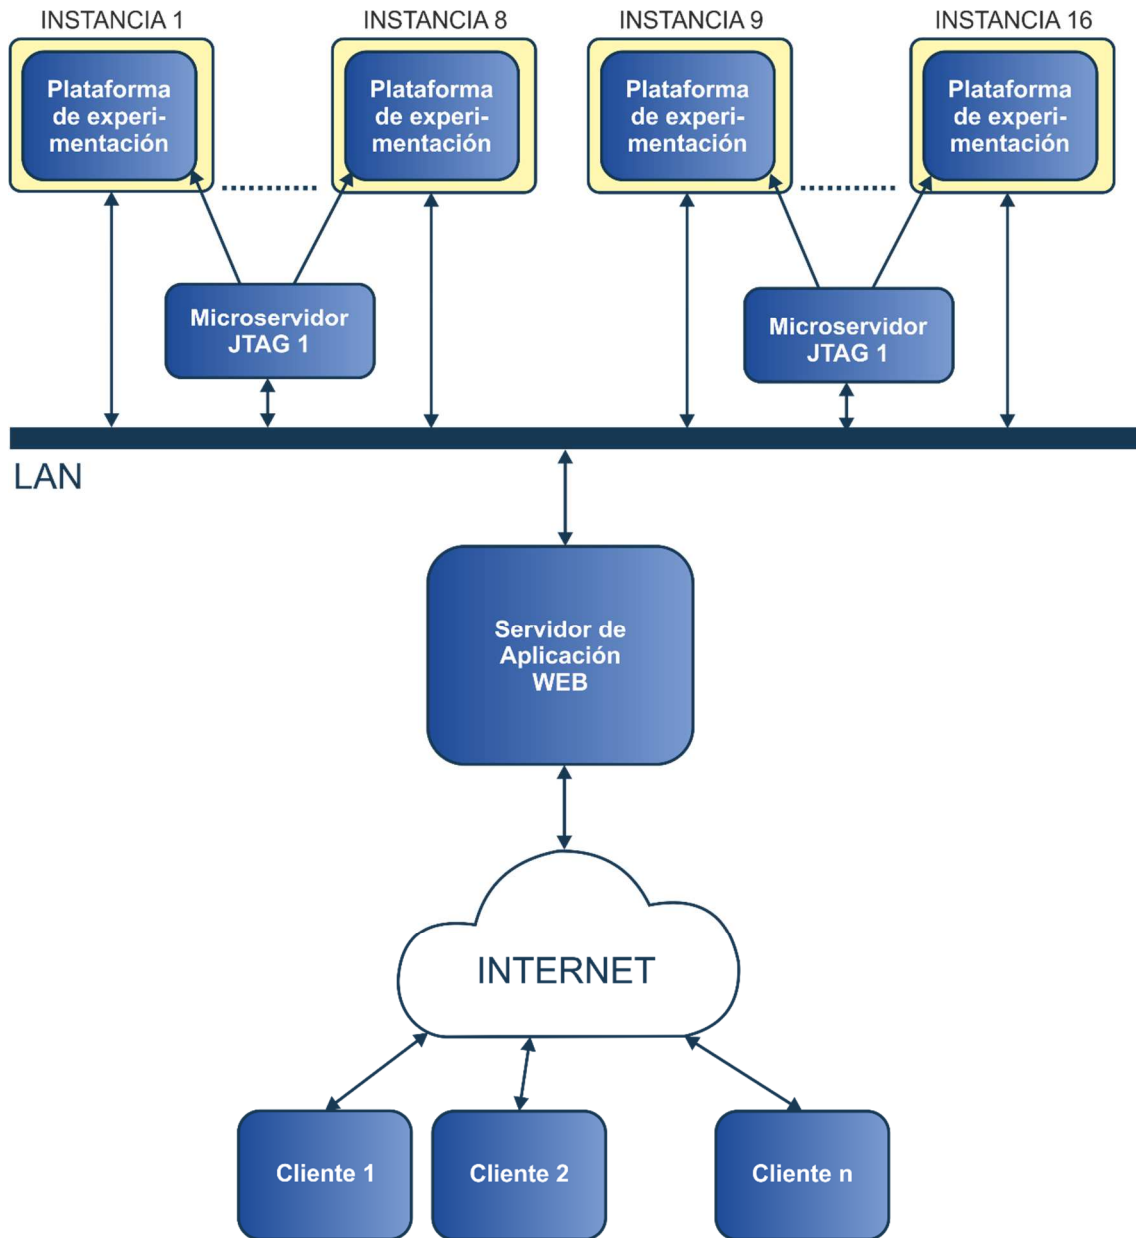 INSTANCIA 1
INSTANCIA 8
INSTANCIA 9
INSTANCIA 16
Plataforma
de experi-
mentación
Plataforma
de experi-
mentación
Plataforma
de experi-
mentación
Plataforma
de experi-
mentación
Microservidor
JTAG 1
Microservidor
JTAG 1
LAN
Servidor de
Aplicación
WEB
INTERNET
Cliente 1
Cliente 2
Cliente n